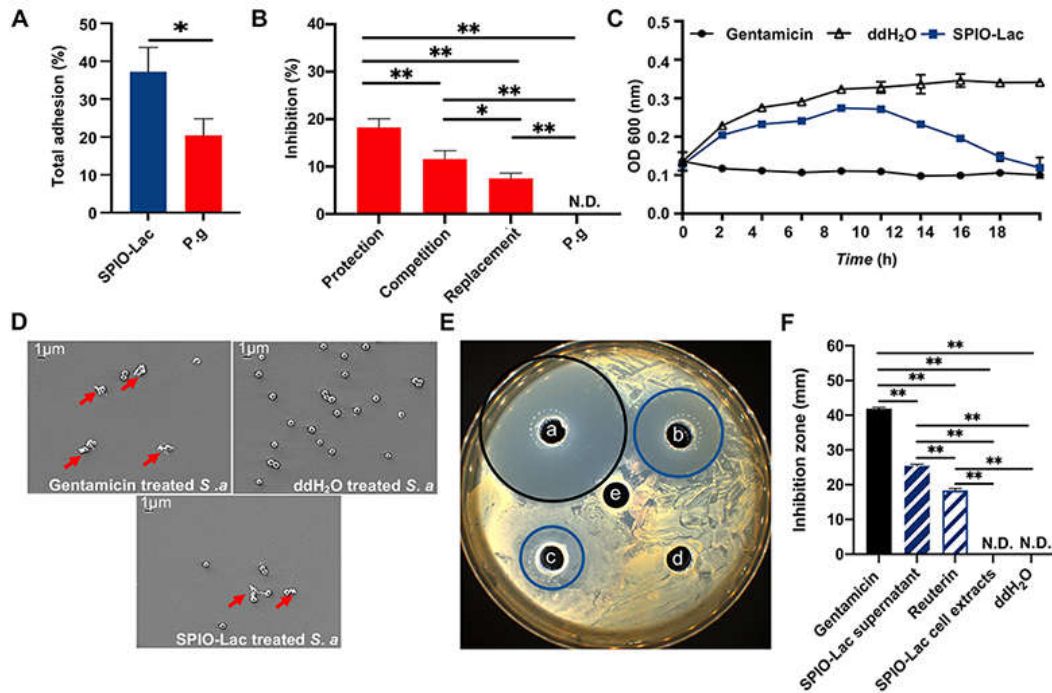 A
Total adhesion (%)
50
40
30
20
10
0
*
SPIO-Lac
P.g
B
Inhibition (%)
40
30
20
10
0
**
**
**
**
*
**
N.D.
Protection
Competition
Replacement
P.g
C
Gentamicin
ddH2O
SPIO-Lac
OD 600 (nm)
0.5
0.4
0.3
0.2
0.1
0.0
0 2 4 6 8 10 12 14 16 18
Time (h)
D
1μm
Gentamicin treated S .a
1μm
ddH2O treated S. a
1μm
SPIO-Lac treated S. a
E
a
b
e
c
d
F
Inhibition zone (mm)
60
50
40
30
20
10
0
**
**
**
**
**
**
**
**
**
N.D. N.D.
Gentamicin
SPIO-Lac supernatant
Reuterin
SPIO-Lac cell extracts
ddH2O